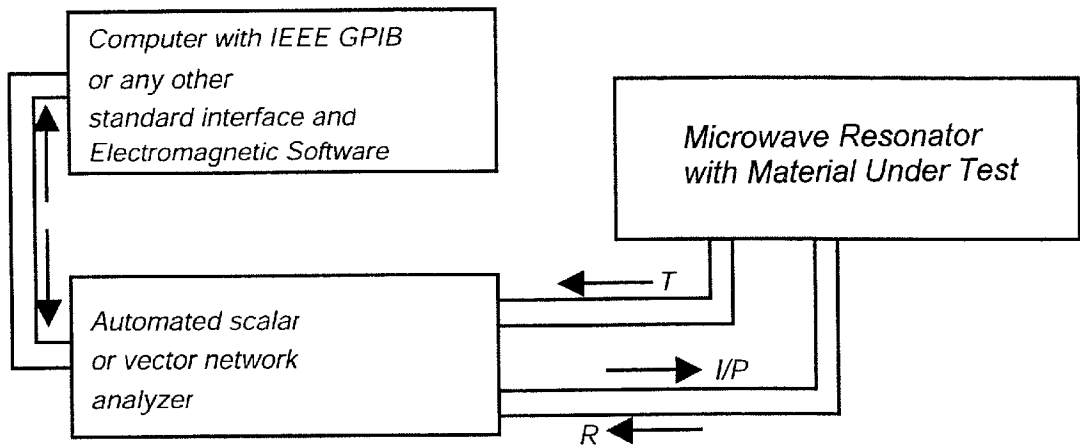 Computer with IEEE GPIB
or any other
standard interface and
Electromagnetic Software
Microwave Resonator
with Material Under Test
T
Automated scalar
or vector network
analyzer
I/P
R